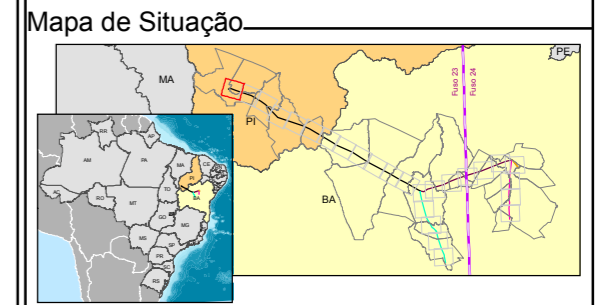 Mapa de Situação
PE
MA
PI
Fuso 23
Fuso 24
BA
RR
AP
AM
PA
MA
CE
PI
AC
RO
TO
BA
MT
GO
MG
MS
SP
PR
RS